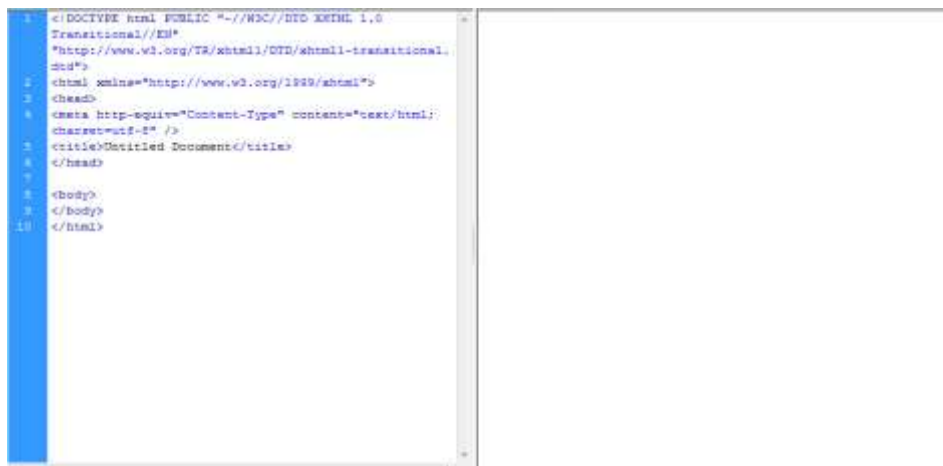 1 <!DOCTYPE html PUBLIC "-//W3C//DTD XHTML 1.0
Transitional//EN"
"http://www.w3.org/TR/xhtml1/DTD/xhtml1-transitional.
dtd">
2 <html xmlns="http://www.w3.org/1999/xhtml">
3 <head>
4 <meta http-equiv="Content-Type" content="text/html;
charset=utf-8" />
5 <title>Untitled Document</title>
6 </head>
7
8 <body>
9 </body>
10 </html>